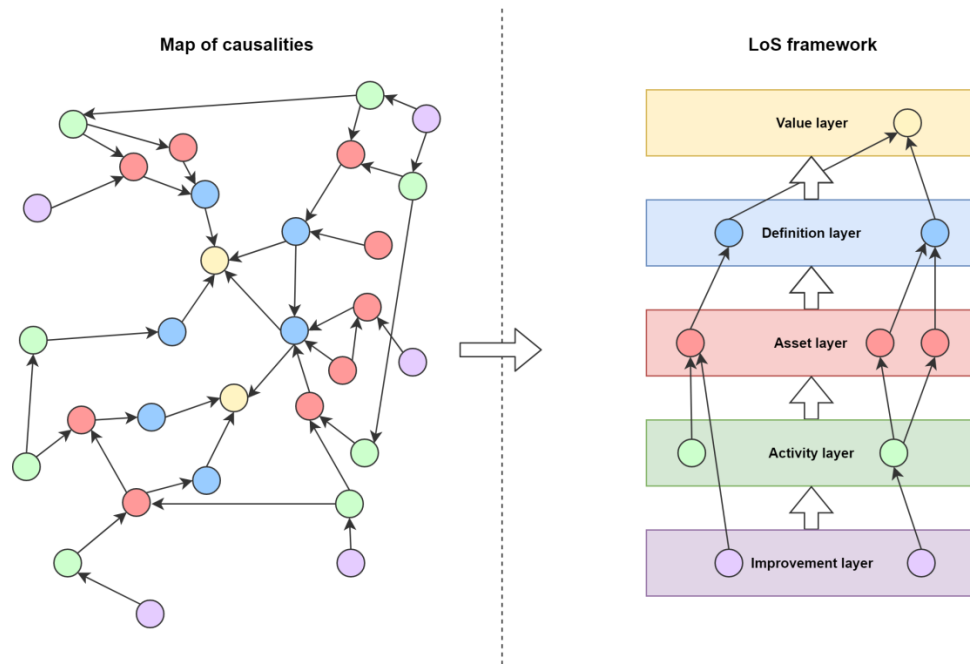 Map of causalities
LoS framework
Value layer
Definition layer
Asset layer
Activity layer
Improvement layer